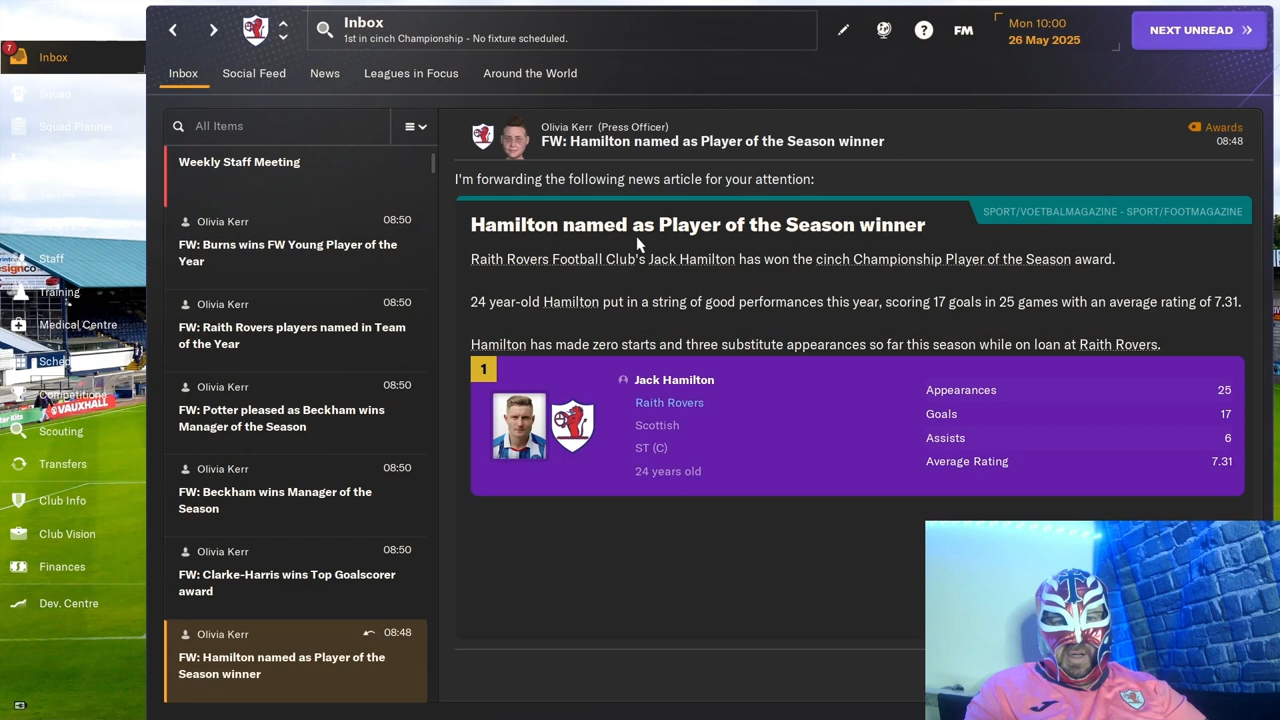 Inbox
1st in cinch Championship - No fixture scheduled.
FM
Mon 10:00
26 May 2025
NEXT UNREAD
7
Inbox
Squad
Squad Planner
Staff
Training
Medical Centre
Sched
Competitions
Scouting
Transfers
Club Info
Club Vision
Finances
Dev. Centre
Inbox
Social Feed
News
Leagues in Focus
Around the World
All Items
Weekly Staff Meeting
Olivia Kerr 08:50
FW: Burns wins FW Young Player of the
Year
Olivia Kerr 08:50
FW: Raith Rovers players named in Team
of the Year
Olivia Kerr 08:50
FW: Potter pleased as Beckham wins
Manager of the Season
Olivia Kerr 08:50
FW: Beckham wins Manager of the
Season
Olivia Kerr 08:50
FW: Clarke-Harris wins Top Goalscorer
award
Olivia Kerr 08:48
FW: Hamilton named as Player of the
Season winner
Olivia Kerr (Press Officer)
FW: Hamilton named as Player of the Season winner
Awards
08:48
I'm forwarding the following news article for your attention:
SPORT/VOETBALMAGAZINE - SPORT/FOOTMAGAZINE
Hamilton named as Player of the Season winner
Raith Rovers Football Club's Jack Hamilton has won the cinch Championship Player of the Season award.
24 year-old Hamilton put in a string of good performances this year, scoring 17 goals in 25 games with an average rating of 7.31.
Hamilton has made zero starts and three substitute appearances so far this season while on loan at Raith Rovers.
1
Jack Hamilton
Raith Rovers
Scottish
ST (C)
24 years old
Appearances 25
Goals 17
Assists 6
Average Rating 7.31
VAUXHALL